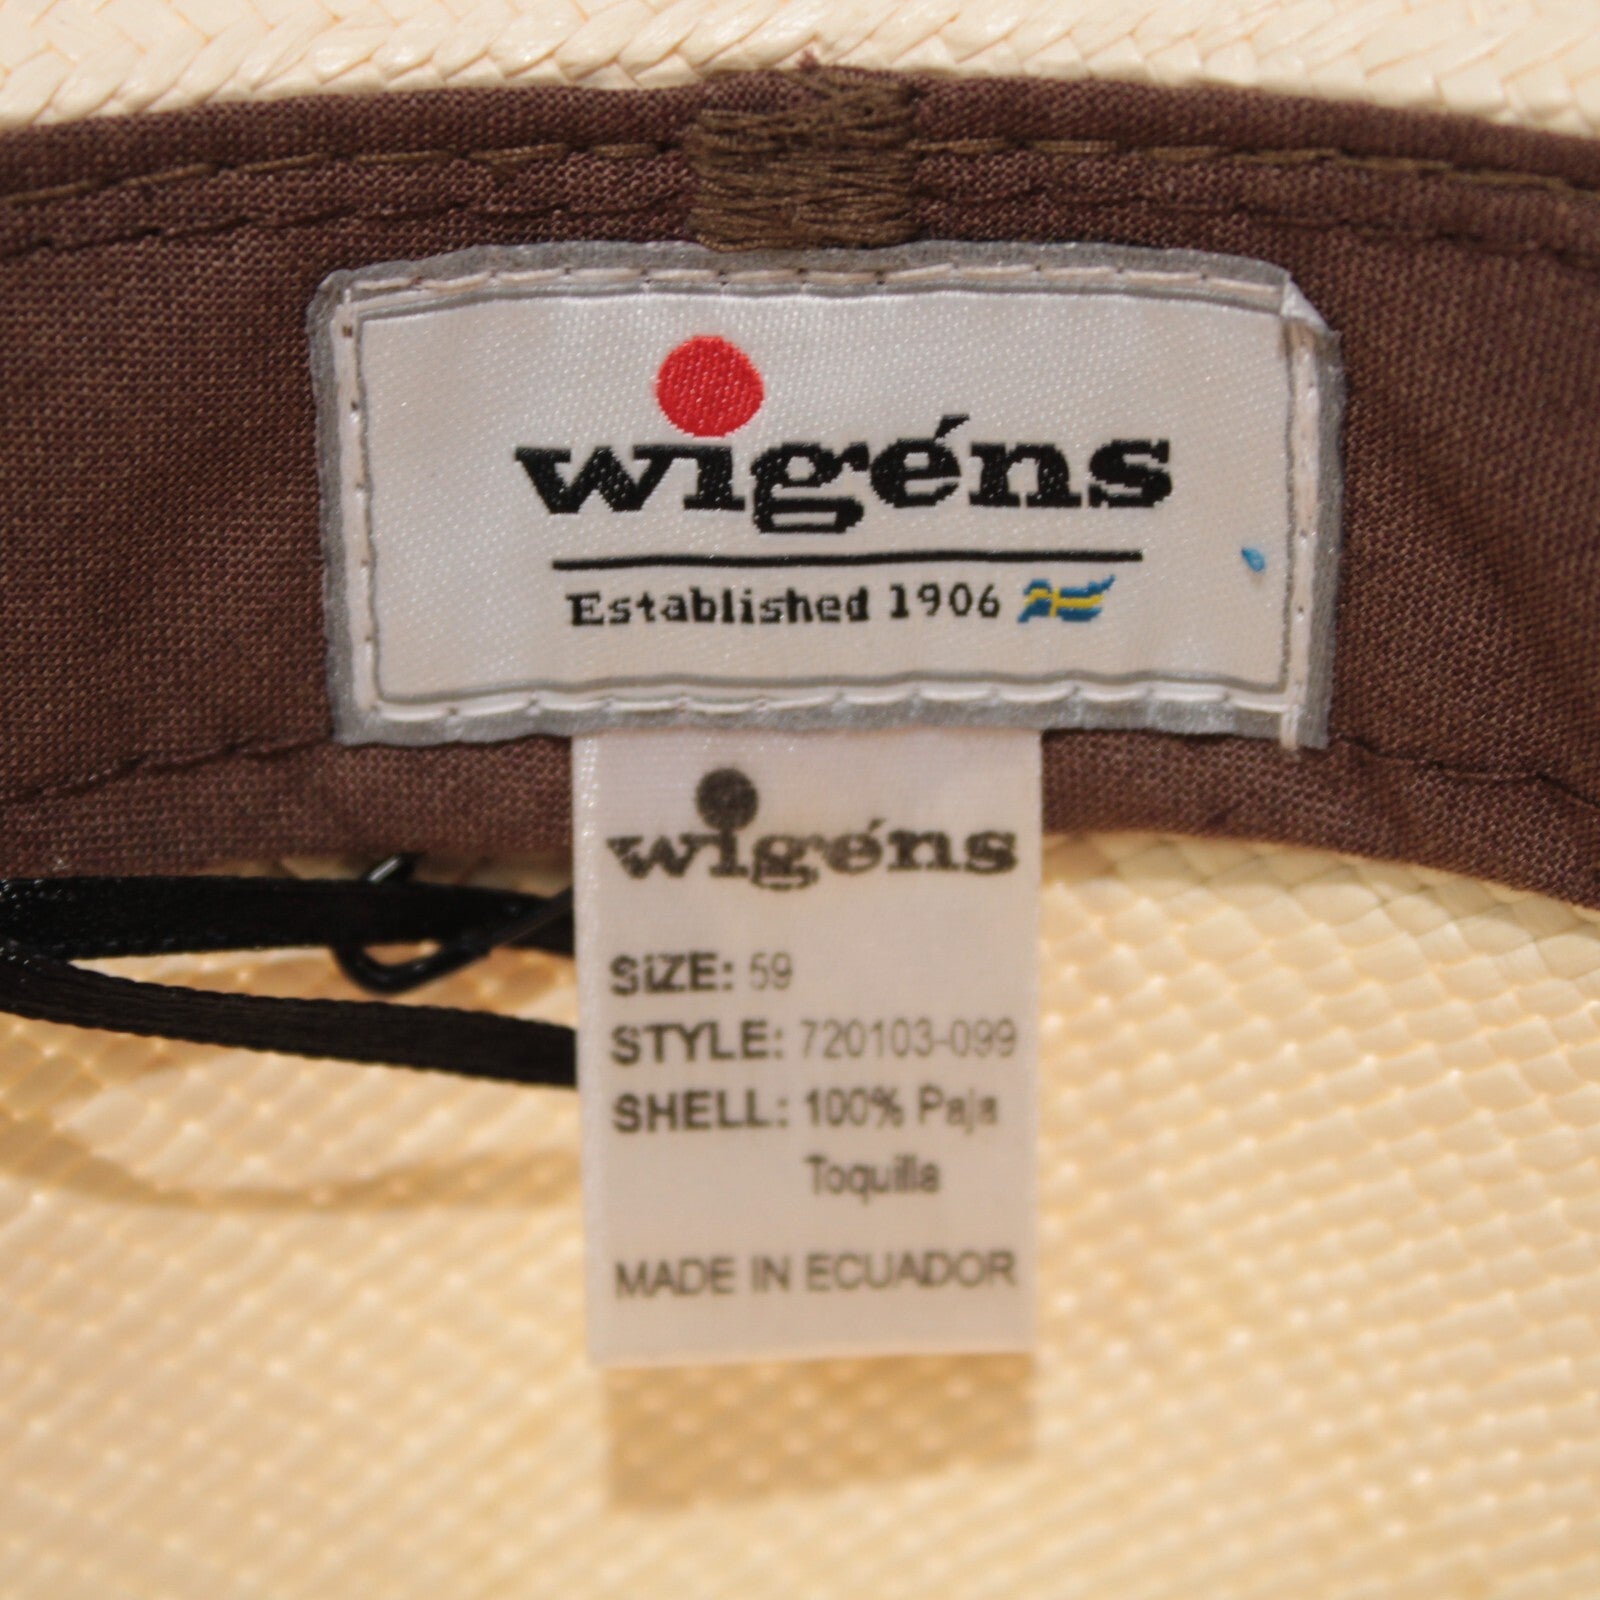 wigéns
Established 1906
wigéns
SIZE: 59
STYLE: 720103-099
SHELL: 100% Paja
Toquilla
MADE IN ECUADOR